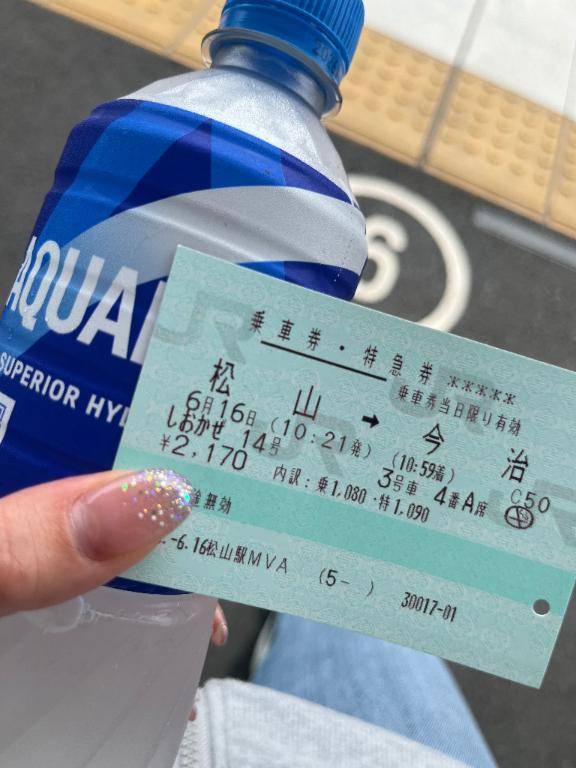 AQUA
SUPERIOR HY
6
乗車券・特急券 *****
乗車券当日限り有効
松山 → 今治
6月16日 (10:21発) (10:59着) C50
しおかぜ 14号 3号車 4番A席
¥2,170 内訳:乗1,080・特1,090
無効
-6.16松山駅MVA (5- ) 30017-01